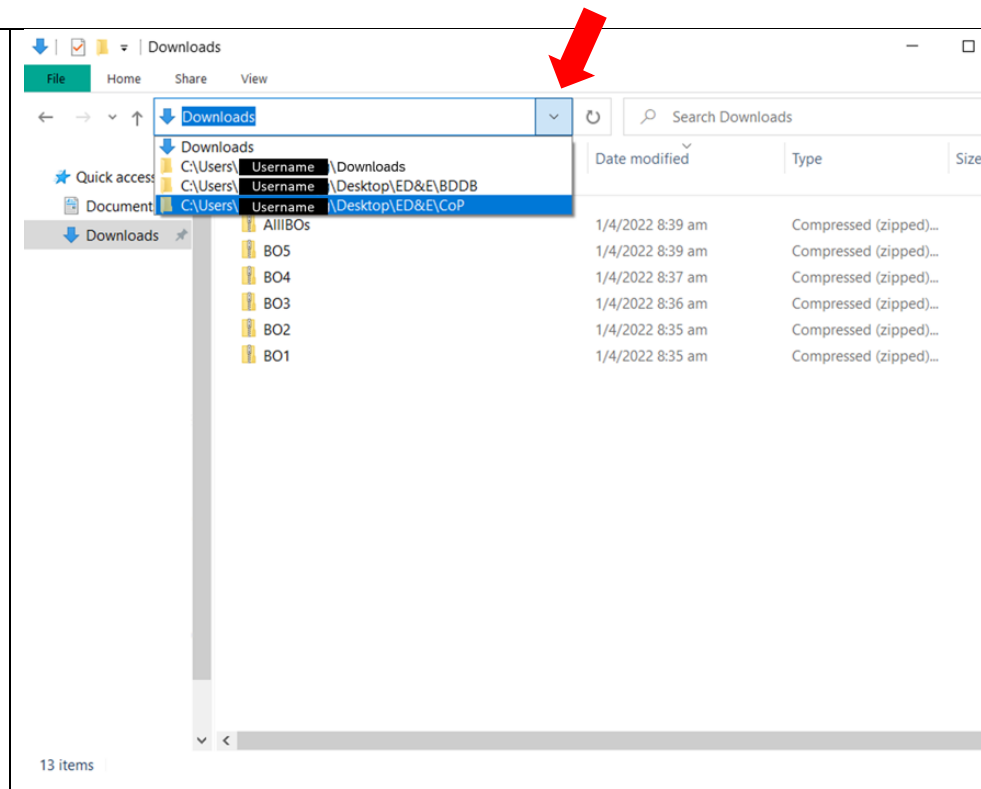 Downloads
File Home Share View
Downloads Search Downloads
Downloads
C:\Users\ Username \Downloads
C:\Users\ Username \Desktop\ED&E\BDDB
C:\Users\ Username \Desktop\ED&E\CoP
Date modified Type Size
Quick access
Document
Downloads
AllIBOs 1/4/2022 8:39 am Compressed (zipped)...
BO5 1/4/2022 8:39 am Compressed (zipped)...
BO4 1/4/2022 8:37 am Compressed (zipped)...
BO3 1/4/2022 8:36 am Compressed (zipped)...
BO2 1/4/2022 8:35 am Compressed (zipped)...
BO1 1/4/2022 8:35 am Compressed (zipped)...
13 items